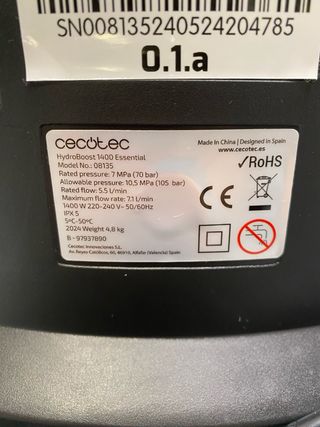 SN008135240524204785
0.1.a
cecotec
HydroBoost 1400 Essential
Model No.: 08135
Rated pressure: 7 MPa (70 bar)
Allowable pressure: 10,5 MPa (105 bar)
Rated flow: 5.5 l/min
Maximum flow rate: 7.1 l/min
1400 W 220-240 V~ 50/60Hz
IPX 5
5ºC-50ºC
2024 Weight 4,8 kg
B - 97937890
Cecotec Innovaciones S.L.
Av. Reyes Católicos, 60, 46910, Alfafar (Valencia) Spain
Made in China | Designed in Spain
www.cecotec.es
✓RoHS
CE